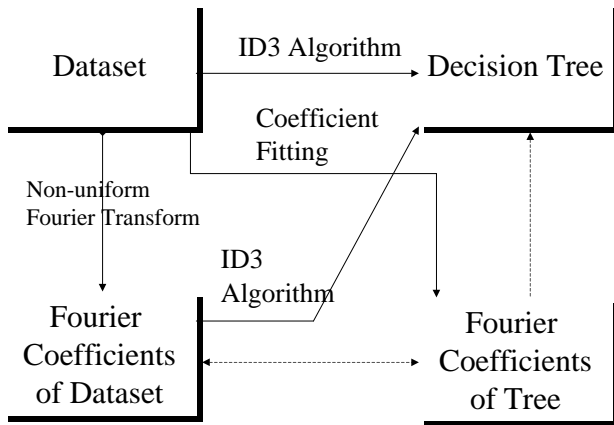 Dataset
ID3 Algorithm
Decision Tree
Coefficient
Fitting
Non-uniform
Fourier Transform
ID3
Algorithm
Fourier
Coefficients
of Dataset
Fourier
Coefficients
of Tree